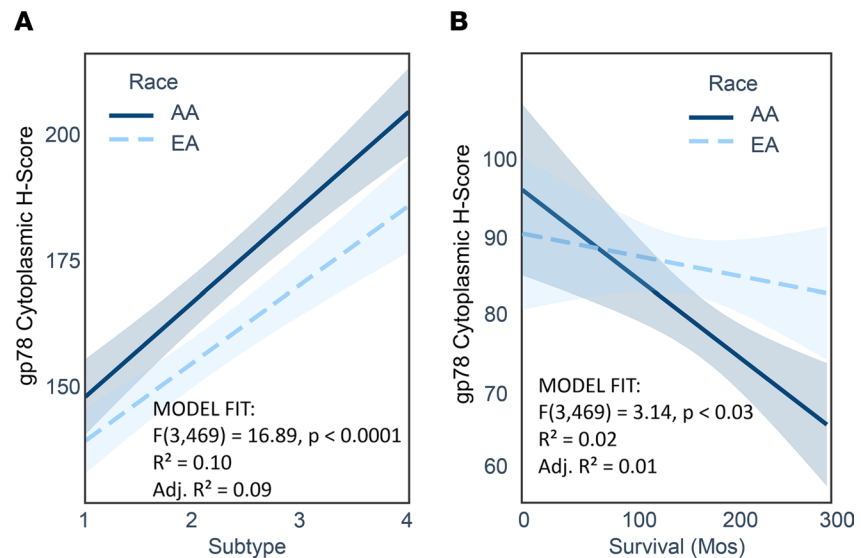 A
Race
AA
EA
gp78 Cytoplasmic H-Score
200
175
150
MODEL FIT:
F(3,469) = 16.89, p < 0.0001
R² = 0.10
Adj. R² = 0.09
1 2 3 4
Subtype
B
Race
AA
EA
gp78 Cytoplasmic H-Score
100
90
80
70
60
MODEL FIT:
F(3,469) = 3.14, p < 0.03
R² = 0.02
Adj. R² = 0.01
0 100 200 300
Survival (Mos)